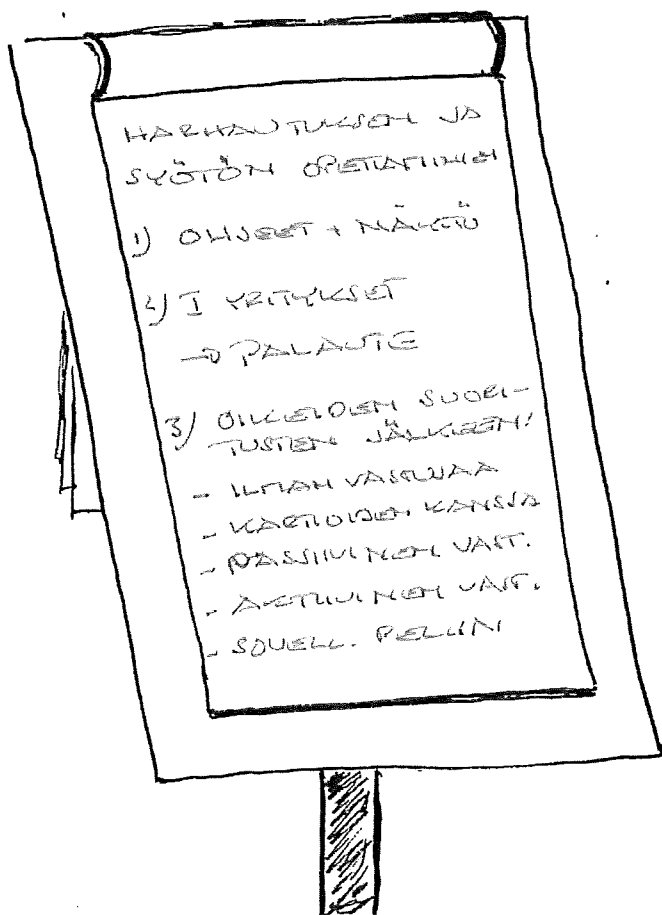 HARHAUTUKSEN JA
SYÖTÖN OPETTAMINEN
1) OHJEET + NÄYTTÖ
2) I YRITYKSET
→ PALAUTE
3) OIKEIDEN SUORI-
TUSTEN JÄLKEEN!
- ILMAN VASTUSTAA
- KARTIOIDEN KANSSA
- PASSIIVINEN VAST.
- AKTIIVINEN VAST.
- SOVELL. PELIIN